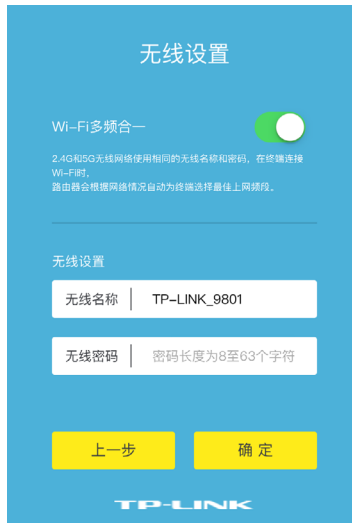 无线设置
Wi-Fi多频合一
2.4G和5G无线网络使用相同的无线名称和密码，在终端连接
Wi-Fi时，
路由器会根据网络情况自动为终端选择最佳上网频段。
无线设置
无线名称 TP-LINK_9801
无线密码 密码长度为8至63个字符
上一步 确 定
TP-LINK